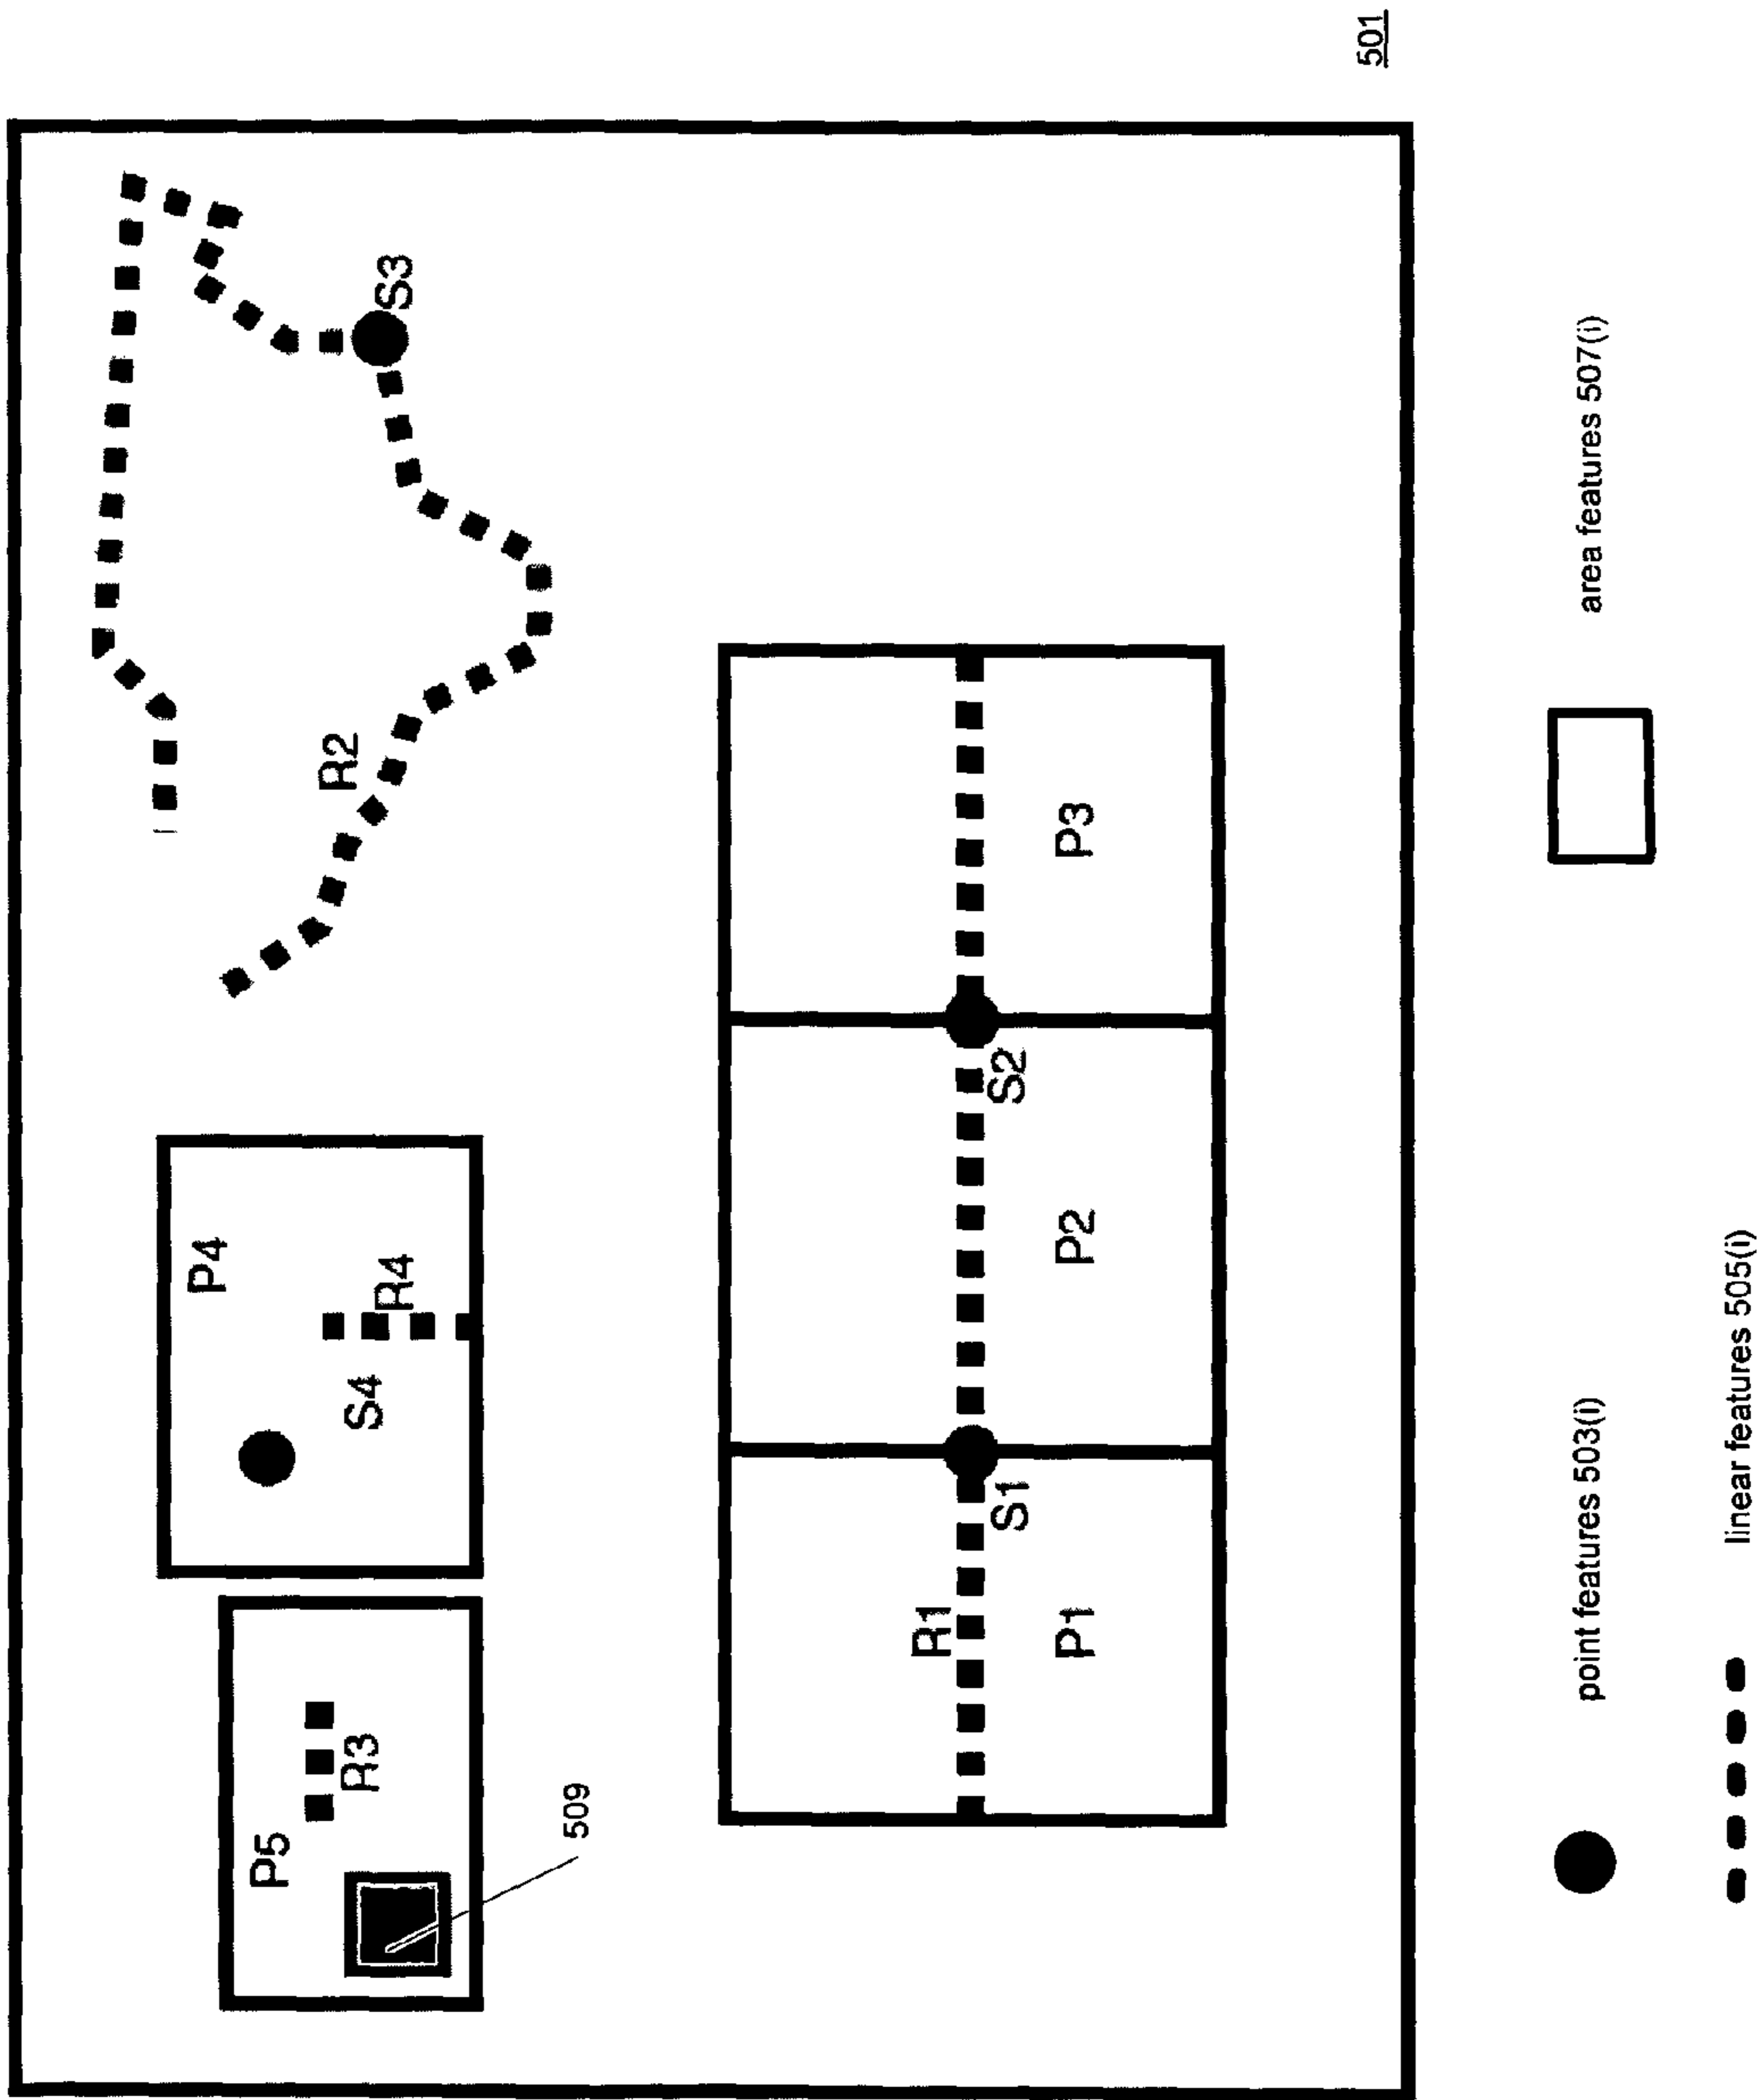 501
P5
R3
509
P4
S4
R4
R2
S3
R1
P1
S1
P2
S2
P3
point features 503(i)
area features 507(i)
linear features 505(i)